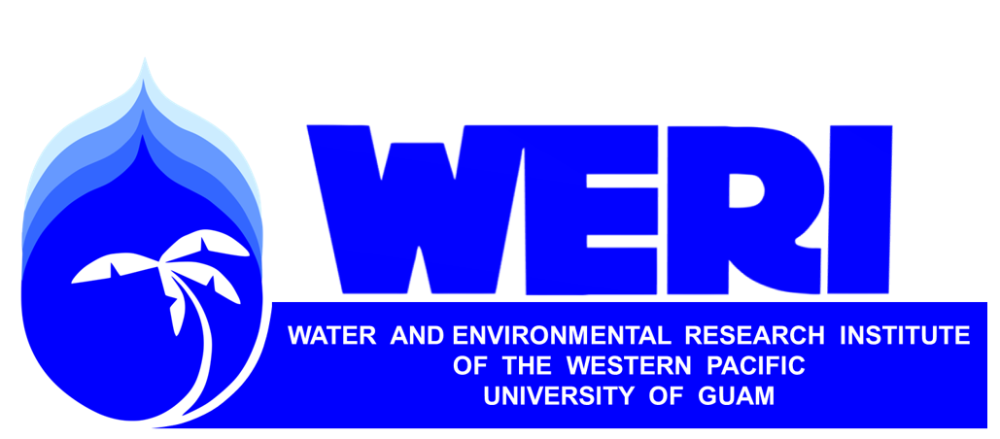 WERI
WATER AND ENVIRONMENTAL RESEARCH INSTITUTE
OF THE WESTERN PACIFIC
UNIVERSITY OF GUAM